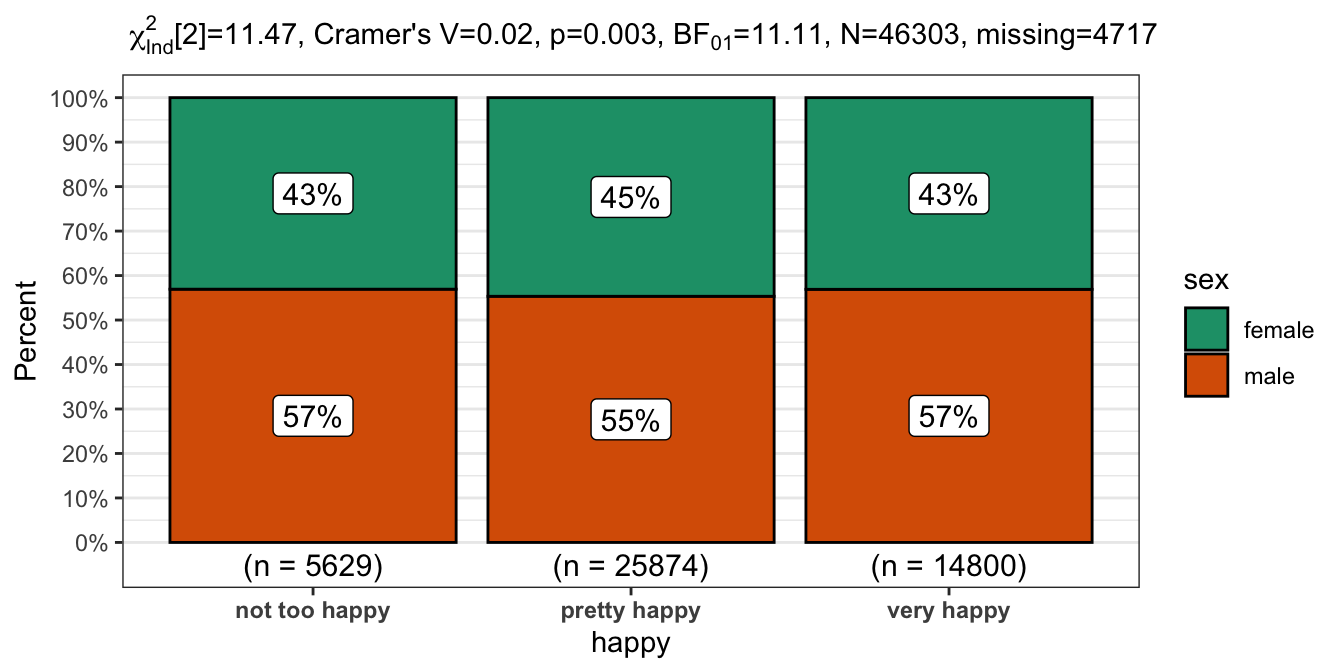 χ²Ind[2]=11.47, Cramer's V=0.02, p=0.003, BF01=11.11, N=46303, missing=4717
100%
90%
80%
70%
60%
50%
40%
30%
20%
10%
0%
Percent
43%
45%
43%
57%
55%
57%
(n = 5629)
(n = 25874)
(n = 14800)
not too happy
pretty happy
very happy
happy
sex
female
male